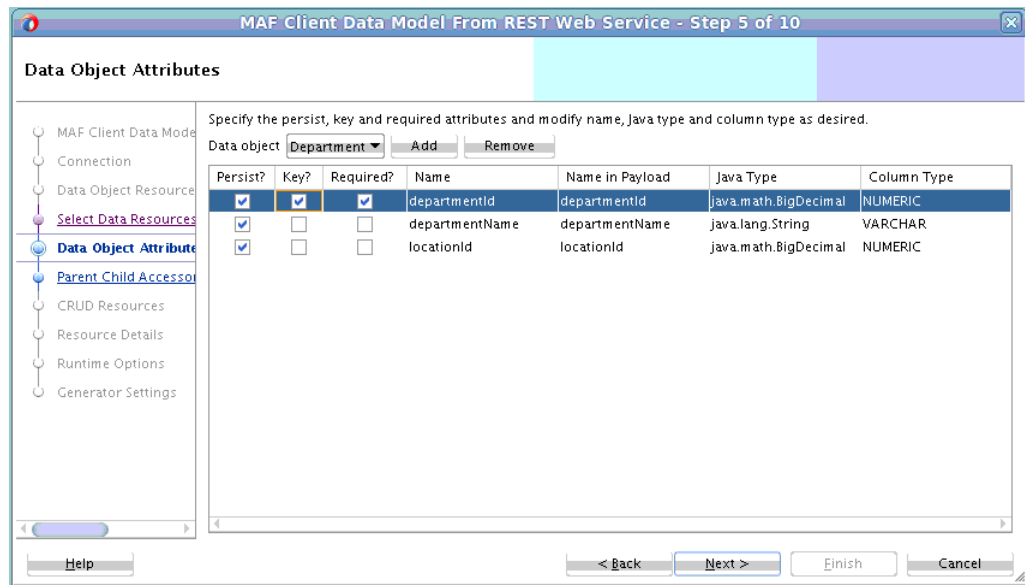 MAF Client Data Model From REST Web Service - Step 5 of 10
Data Object Attributes
MAF Client Data Mode
Connection
Data Object Resource
Select Data Resources
Data Object Attribute
Parent Child Accessor
CRUD Resources
Resource Details
Runtime Options
Generator Settings
Specify the persist, key and required attributes and modify name, Java type and column type as desired.
Data object Department Add Remove
Persist? Key? Required? Name Name in Payload Java Type Column Type
departmentId departmentId java.math.BigDecimal NUMERIC
departmentName departmentName java.lang.String VARCHAR
locationId locationId java.math.BigDecimal NUMERIC
Help < Back Next > Finish Cancel